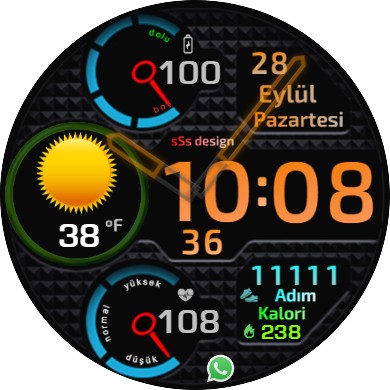 dolu
boş
100
28
Eylül
Pazartesi
sSs design
10:08
36
38 °F
yüksek
normal
düşük
108
11111
Adım
Kalori
238